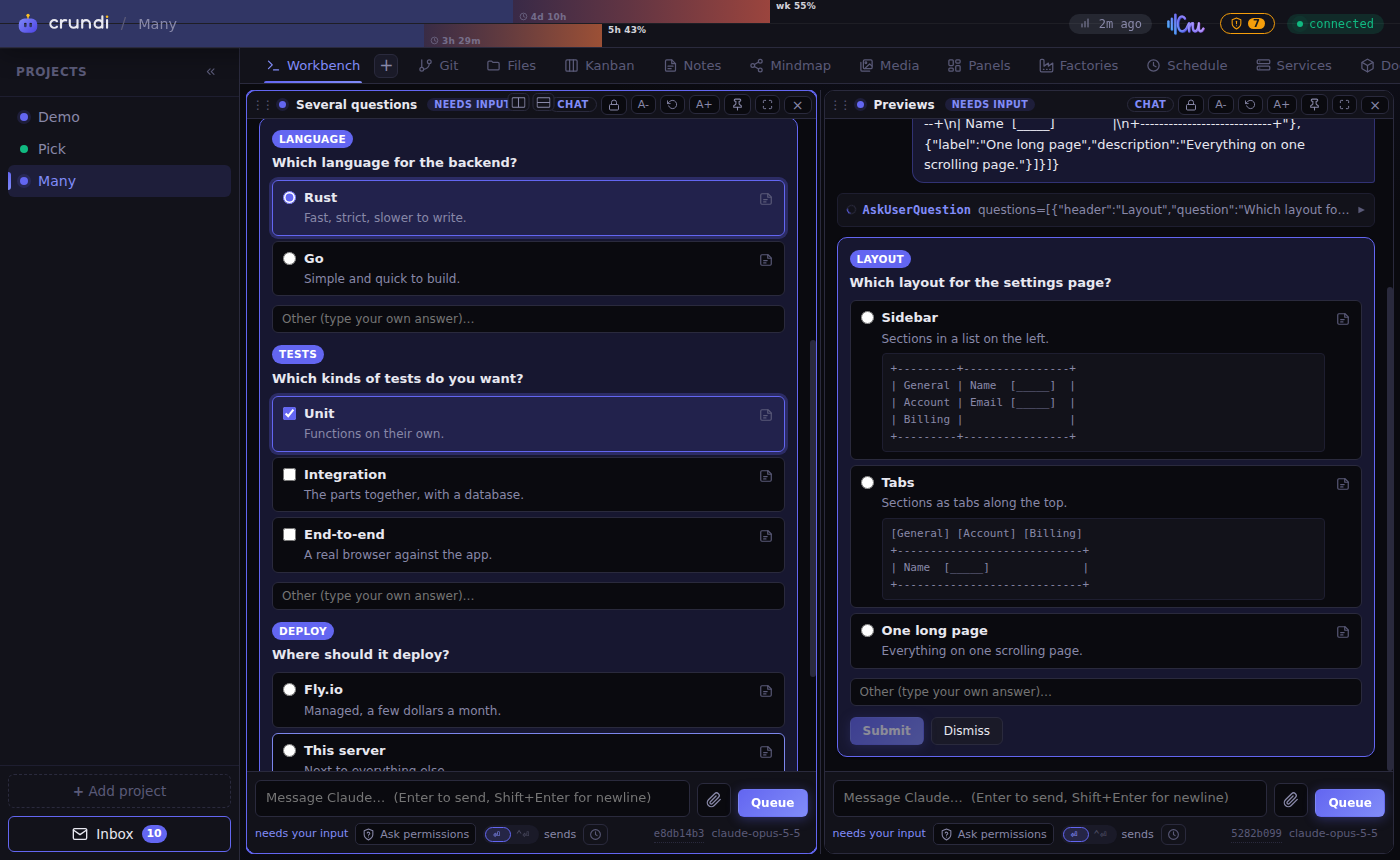 crundi / Many
4d 10h
wk 55%
3h 29m
5h 43%
2m ago
7
connected
PROJECTS
Demo
Pick
Many
+ Add project
Inbox 10
Workbench
Git
Files
Kanban
Notes
Mindmap
Media
Panels
Factories
Schedule
Services
Do
Several questions NEEDS INPUT CHAT A- A+
LANGUAGE
Which language for the backend?
Rust
Fast, strict, slower to write.
Go
Simple and quick to build.
Other (type your own answer)…
TESTS
Which kinds of tests do you want?
Unit
Functions on their own.
Integration
The parts together, with a database.
End-to-end
A real browser against the app.
Other (type your own answer)…
DEPLOY
Where should it deploy?
Fly.io
Managed, a few dollars a month.
This server
Next to everything else.
Message Claude… (Enter to send, Shift+Enter for newline)
Queue
needs your input Ask permissions sends e8db14b3 claude-opus-5-5
Previews NEEDS INPUT CHAT A- A+
--+\n| Name  [_____]             |\n+----------------------------+"},
{"label":"One long page","description":"Everything on one
scrolling page."}]}]}
AskUserQuestion questions=[{"header":"Layout","question":"Which layout fo…
LAYOUT
Which layout for the settings page?
Sidebar
Sections in a list on the left.
+---------+----------------+
| General | Name  [_____]  |
| Account | Email [_____]  |
| Billing |                |
+---------+----------------+
Tabs
Sections as tabs along the top.
[General] [Account] [Billing]
+----------------------------+
| Name  [_____]              |
+----------------------------+
One long page
Everything on one scrolling page.
Other (type your own answer)…
Submit Dismiss
Message Claude… (Enter to send, Shift+Enter for newline)
Queue
needs your input Ask permissions sends 5282b099 claude-opus-5-5